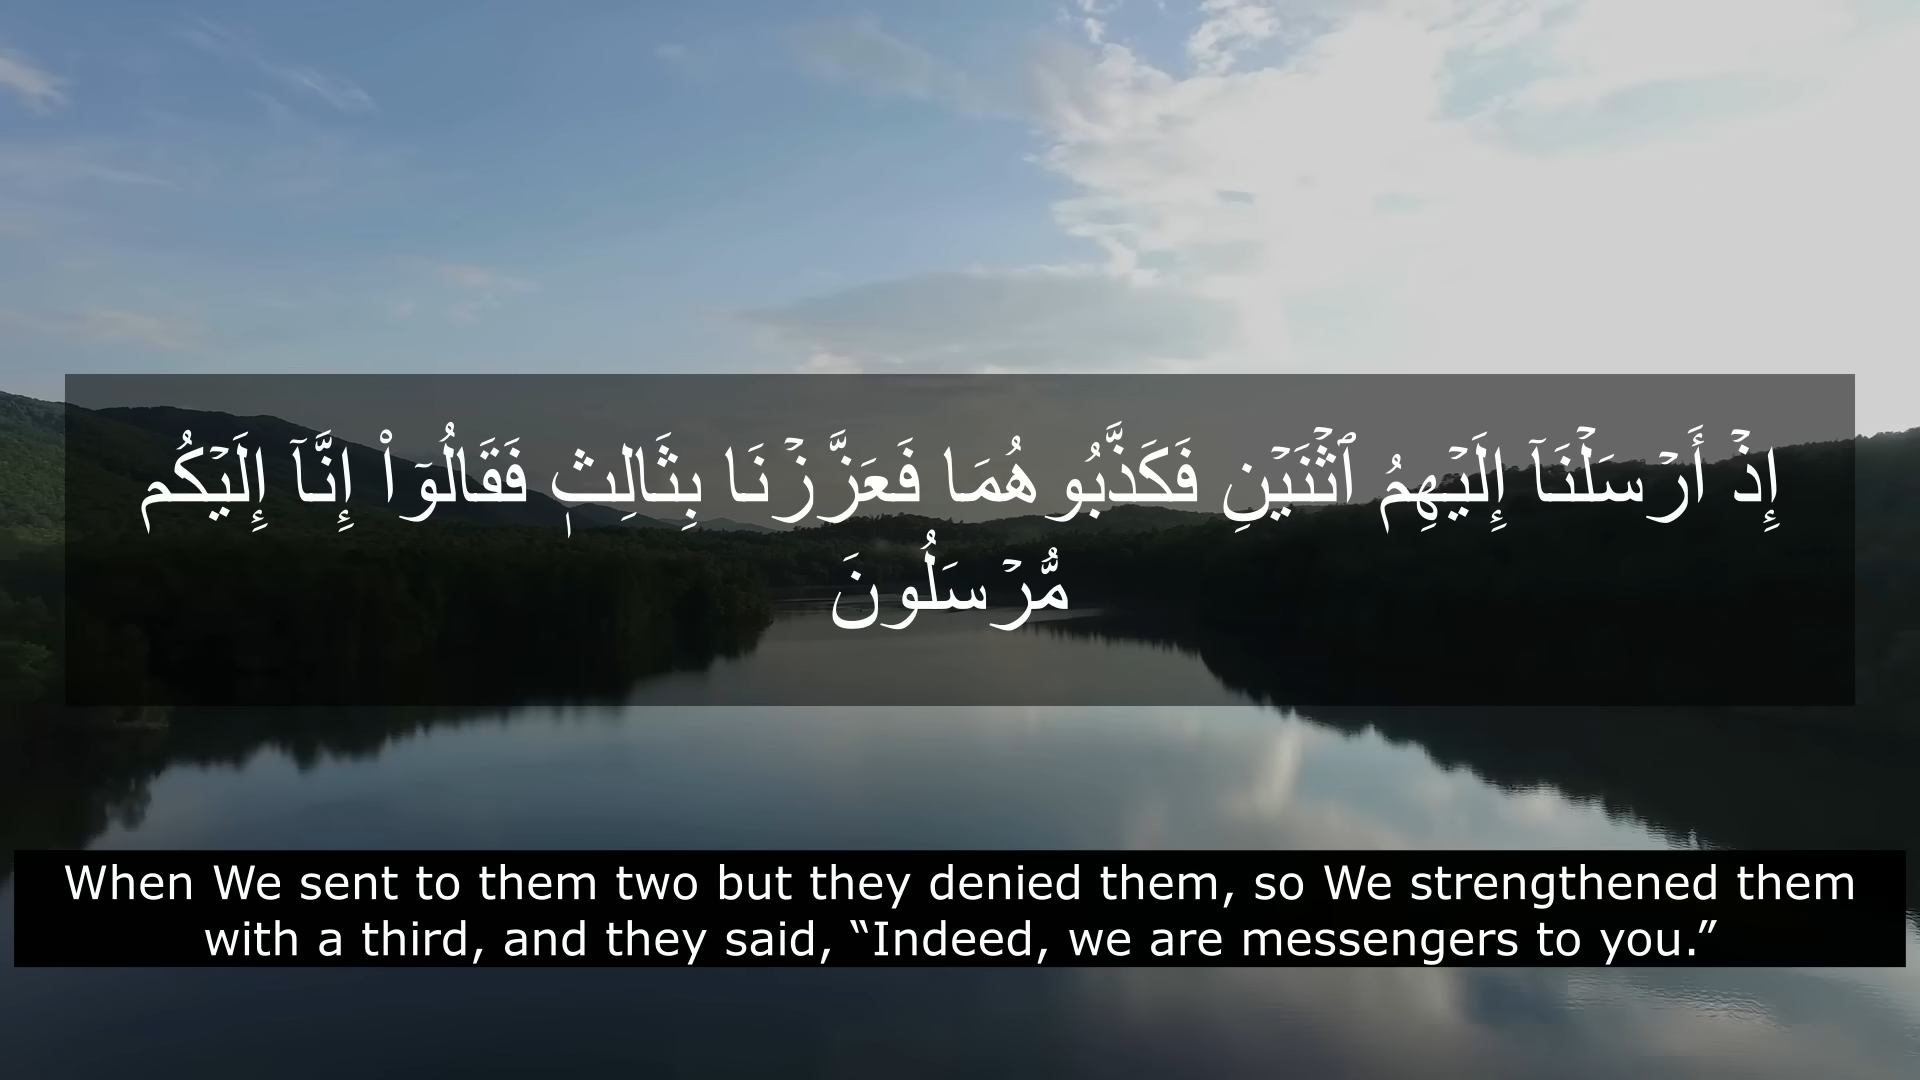 إِذۡ أَرۡسَلۡنَآ إِلَيۡهِمُ ٱثۡنَيۡنِ فَكَذَّبُوهُمَا فَعَزَّزۡنَا بِثَالِثٖ فَقَالُوٓاْ إِنَّآ إِلَيۡكُم
مُّرۡسَلُونَ
When We sent to them two but they denied them, so We strengthened them
with a third, and they said, “Indeed, we are messengers to you.”